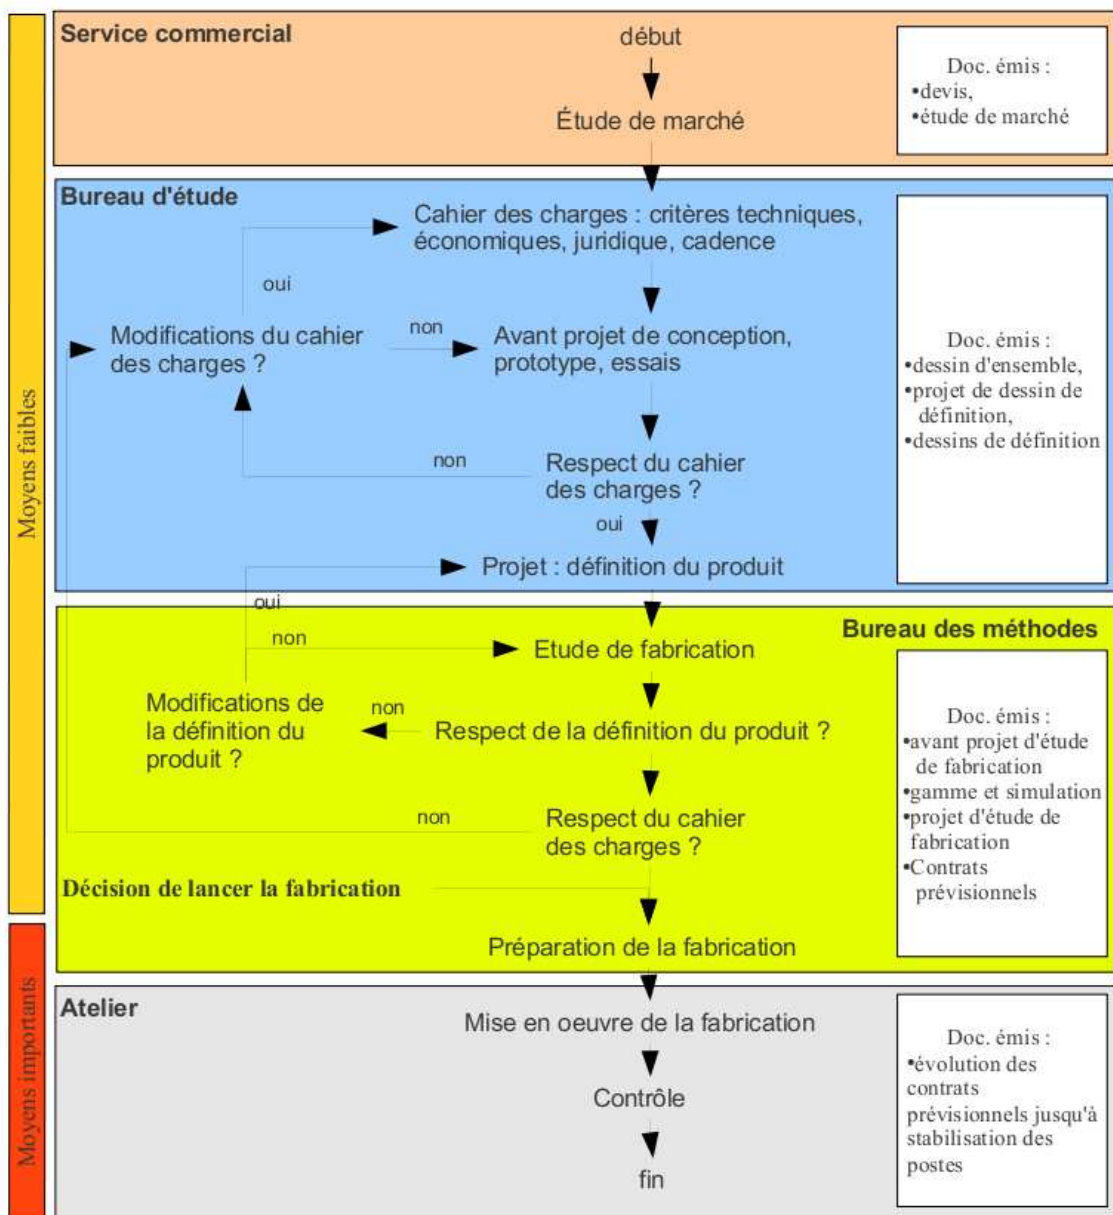 Moyens faibles
Moyens importants
Service commercial
début
Étude de marché
Doc. émis :
•devis,
•étude de marché
Bureau d'étude
Cahier des charges : critères techniques,
économiques, juridique, cadence
oui
Modifications du cahier
des charges ?
non
Avant projet de conception,
prototype, essais
non
Respect du cahier
des charges ?
oui
Projet : définition du produit
Doc. émis :
•dessin d'ensemble,
•projet de dessin de
définition,
•dessins de définition
oui
Bureau des méthodes
non
Etude de fabrication
Modifications de
la définition du
produit ?
non
Respect de la définition du produit ?
non
Respect du cahier
des charges ?
Décision de lancer la fabrication
Préparation de la fabrication
Doc. émis :
•avant projet d'étude
de fabrication
•gamme et simulation
•projet d'étude de
fabrication
•Contrats
prévisionnels
Atelier
Mise en oeuvre de la fabrication
Contrôle
fin
Doc. émis :
•évolution des
contrats
prévisionnels jusqu'à
stabilisation des
postes